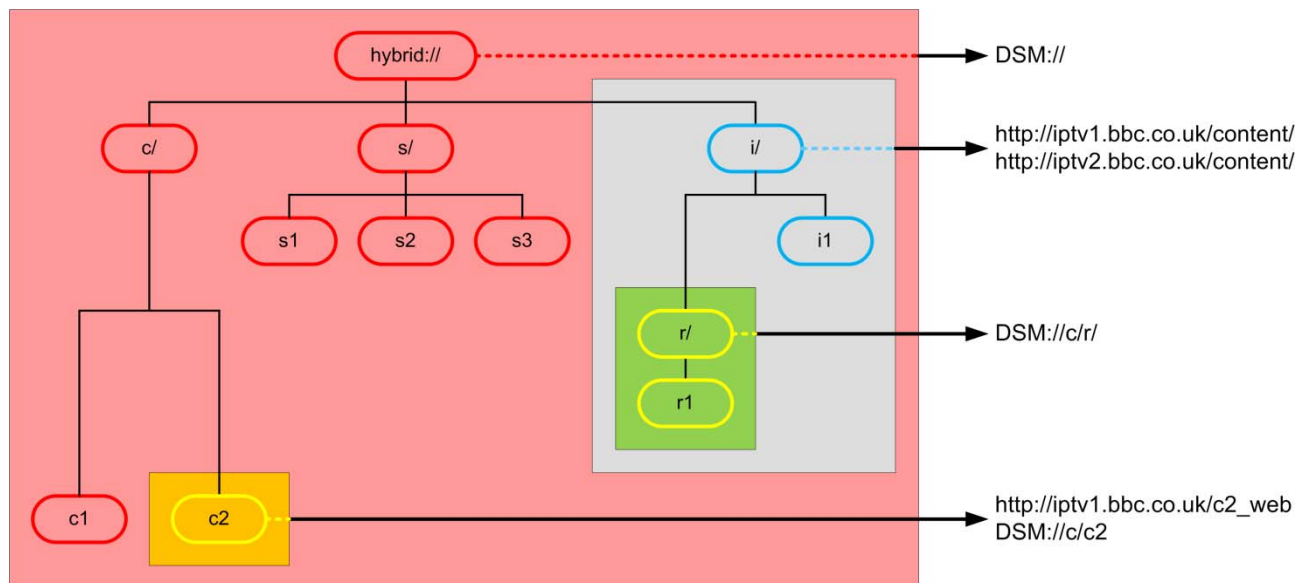 hybrid://
DSM://
c/
s/
i/
http://iptv1.bbc.co.uk/content/
http://iptv2.bbc.co.uk/content/
s1
s2
s3
i1
r/
DSM://c/r/
r1
c1
c2
http://iptv1.bbc.co.uk/c2_web
DSM://c/c2